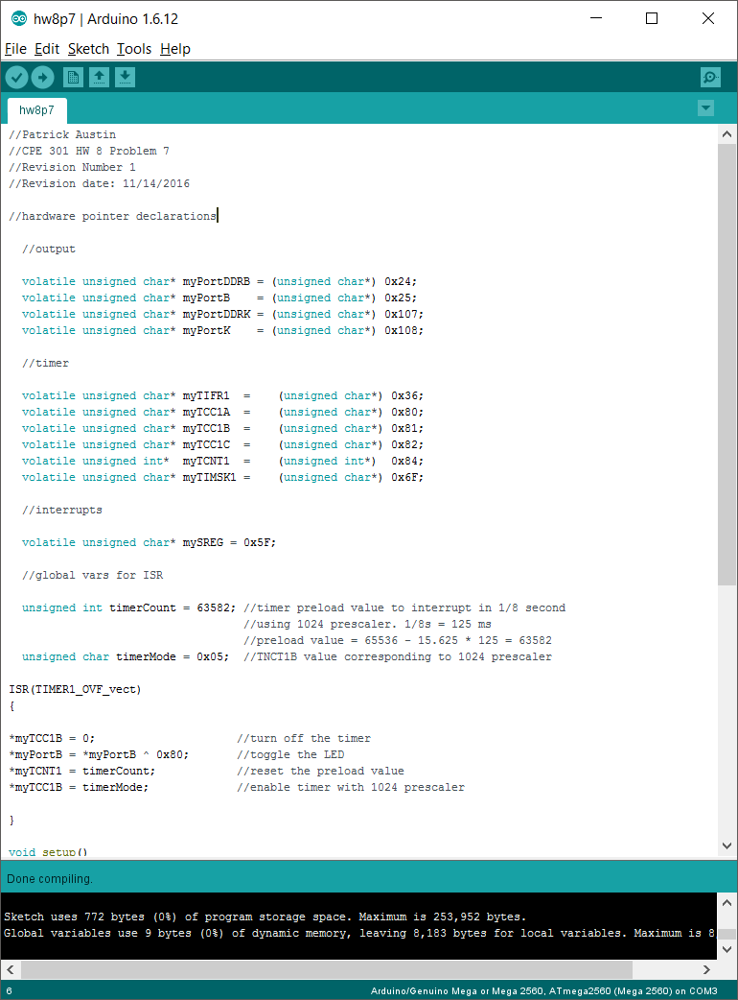 hw8p7 | Arduino 1.6.12
File Edit Sketch Tools Help
hw8p7
//Patrick Austin
//CPE 301 HW 8 Problem 7
//Revision Number 1
//Revision date: 11/14/2016
//hardware pointer declarations
//output
volatile unsigned char* myPortDDRB = (unsigned char*) 0x24;
volatile unsigned char* myPortB    = (unsigned char*) 0x25;
volatile unsigned char* myPortDDRK = (unsigned char*) 0x107;
volatile unsigned char* myPortK    = (unsigned char*) 0x108;
//timer
volatile unsigned char* myTIFR1  =    (unsigned char*) 0x36;
volatile unsigned char* myTCC1A  =    (unsigned char*) 0x80;
volatile unsigned char* myTCC1B  =    (unsigned char*) 0x81;
volatile unsigned char* myTCC1C  =    (unsigned char*) 0x82;
volatile unsigned int*  myTCNT1  =    (unsigned int*)  0x84;
volatile unsigned char* myTIMSK1 =    (unsigned char*) 0x6F;
//interrupts
volatile unsigned char* mySREG = 0x5F;
//global vars for ISR
unsigned int timerCount = 63582; //timer preload value to interrupt in 1/8 second
//using 1024 prescaler. 1/8s = 125 ms
//preload value = 65536 - 15.625 * 125 = 63582
unsigned char timerMode = 0x05;  //TNCT1B value corresponding to 1024 prescaler
ISR(TIMER1_OVF_vect)
{
*myTCC1B = 0;                     //turn off the timer
*myPortB = *myPortB ^ 0x80;       //toggle the LED
*myTCNT1 = timerCount;            //reset the preload value
*myTCC1B = timerMode;             //enable timer with 1024 prescaler
}
void setup()
Done compiling.
Sketch uses 772 bytes (0%) of program storage space. Maximum is 253,952 bytes.
Global variables use 9 bytes (0%) of dynamic memory, leaving 8,183 bytes for local variables. Maximum is 8
6
Arduino/Genuino Mega or Mega 2560, ATmega2560 (Mega 2560) on COM3